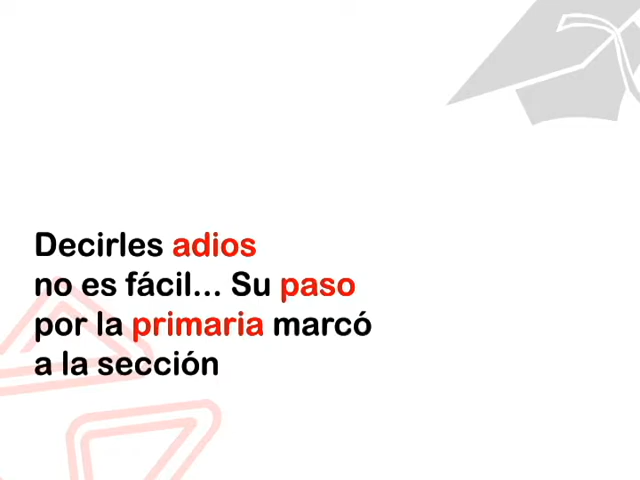 Decirles adios
no es fácil... Su paso
por la primaria marcó
a la sección